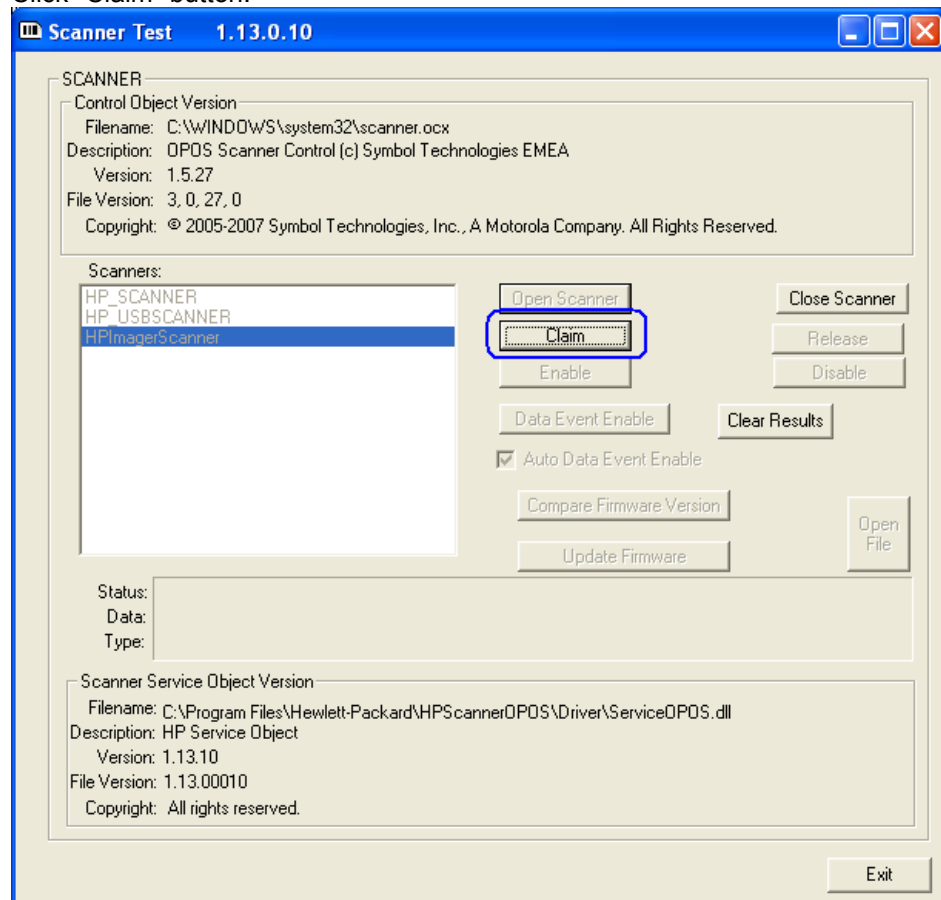 Click "Claim" button.
Scanner Test 1.13.0.10
SCANNER
Control Object Version
Filename: C:\WINDOWS\system32\scanner.ocx
Description: OPOS Scanner Control (c) Symbol Technologies EMEA
Version: 1.5.27
File Version: 3, 0, 27, 0
Copyright: © 2005-2007 Symbol Technologies, Inc., A Motorola Company. All Rights Reserved.
Scanners:
HP_SCANNER
HP_USBSCANNER
HPImagerScanner
Open Scanner Close Scanner
Claim Release
Enable Disable
Data Event Enable Clear Results
Auto Data Event Enable
Compare Firmware Version
Open
File
Update Firmware
Status:
Data:
Type:
Scanner Service Object Version
Filename: C:\Program Files\Hewlett-Packard\HPScannerOPOS\Driver\ServiceOPOS.dll
Description: HP Service Object
Version: 1.13.10
File Version: 1.13.00010
Copyright: All rights reserved.
Exit